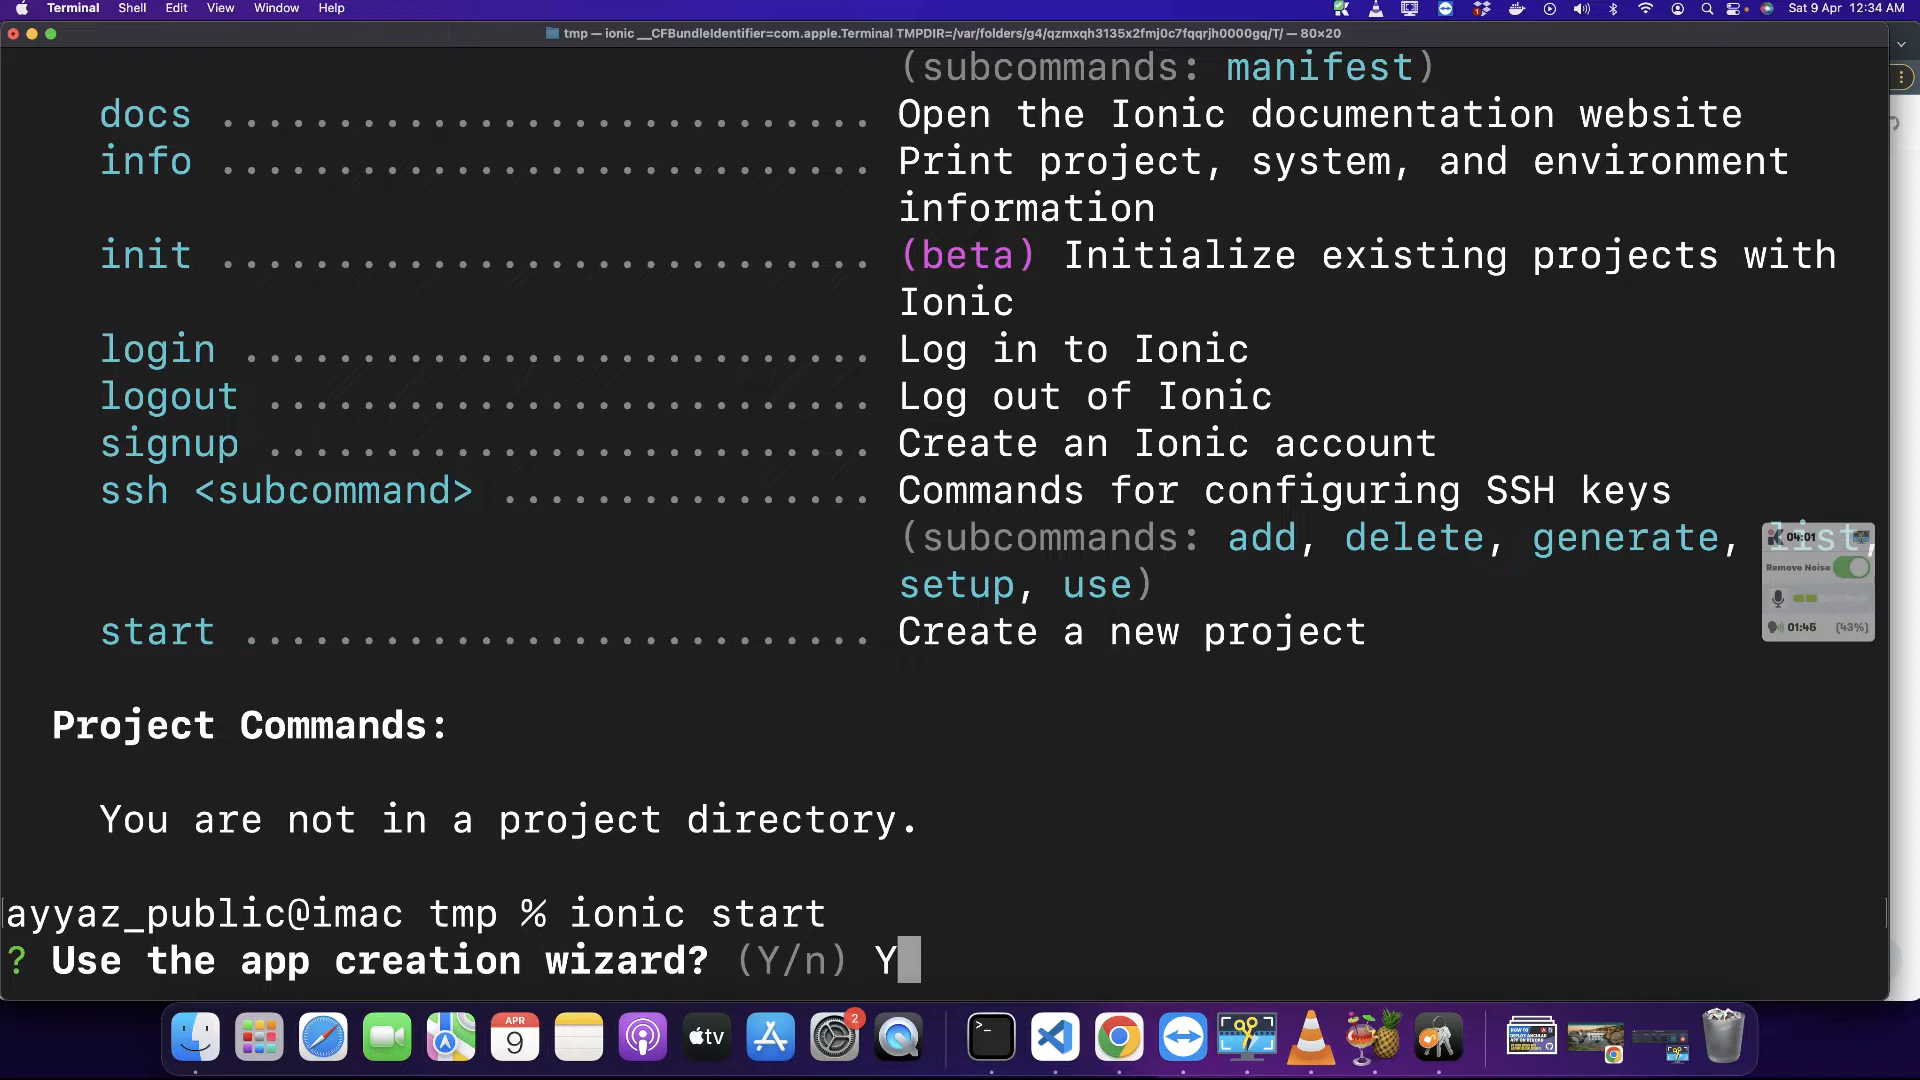 Terminal Shell Edit View Window Help Sat 9 Apr 12:34 AM
tmp — ionic __CFBundleIdentifier=com.apple.Terminal TMPDIR=/var/folders/g4/qzmxqh3135x2fmj0c7fqqrjh0000gq/T/ — 80×20
(subcommands: manifest)
docs ............................ Open the Ionic documentation website
info ............................ Print project, system, and environment
information
init ............................ (beta) Initialize existing projects with
Ionic
login ........................... Log in to Ionic
logout .......................... Log out of Ionic
signup .......................... Create an Ionic account
ssh <subcommand> ................ Commands for configuring SSH keys
(subcommands: add, delete, generate, list,
setup, use)
start ........................... Create a new project
04:01
Remove Noise
01:45 (43%)
Project Commands:
You are not in a project directory.
ayyaz_public@imac tmp % ionic start
? Use the app creation wizard? (Y/n) Y
APR
9
tv
2